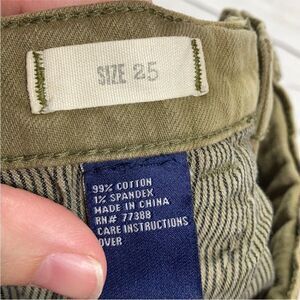 SIZE 25
99% COTTON
1% SPANDEX
MADE IN CHINA
RN# 77388
CARE INSTRUCTIONS
OVER